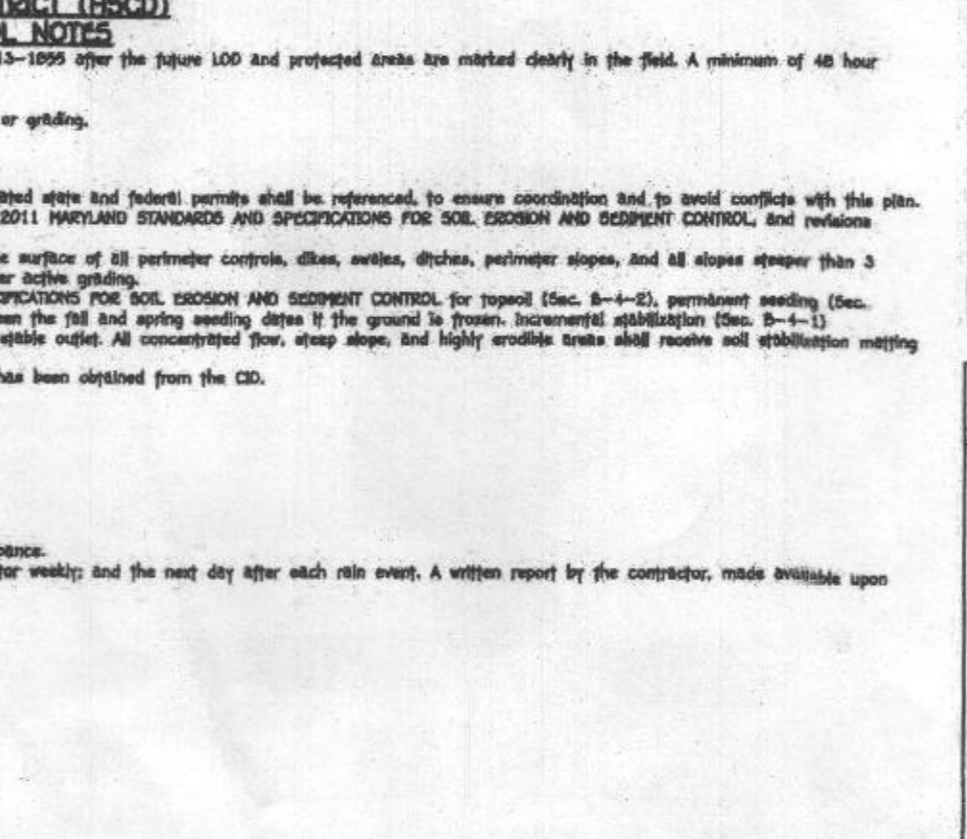 TRICT (HSCD)
L NOTES
13-1855 after the future LOD and protected areas are marked clearly in the field. A minimum of 48 hour
or grading.
ated state and federal permits shall be referenced, to ensure coordination and to avoid conflicts with this plan.
2011 MARYLAND STANDARDS AND SPECIFICATIONS FOR SOIL EROSION AND SEDIMENT CONTROL, and revisions
e surface of all perimeter controls, dikes, swales, ditches, perimeter slopes, and all slopes steeper than 3
er active grading.
CIFICATIONS FOR SOIL EROSION AND SEDIMENT CONTROL for topsoil (Sec. B-4-2), permanent seeding (Sec.
een the fall and spring seeding dates if the ground is frozen. Incremental stabilization (Sec. B-4-1)
stable outlet. All concentrated flow, steep slope, and highly erodible areas shall receive soil stabilization matting
has been obtained from the CID.
bance.
tor weekly; and the next day after each rain event. A written report by the contractor, made available upon